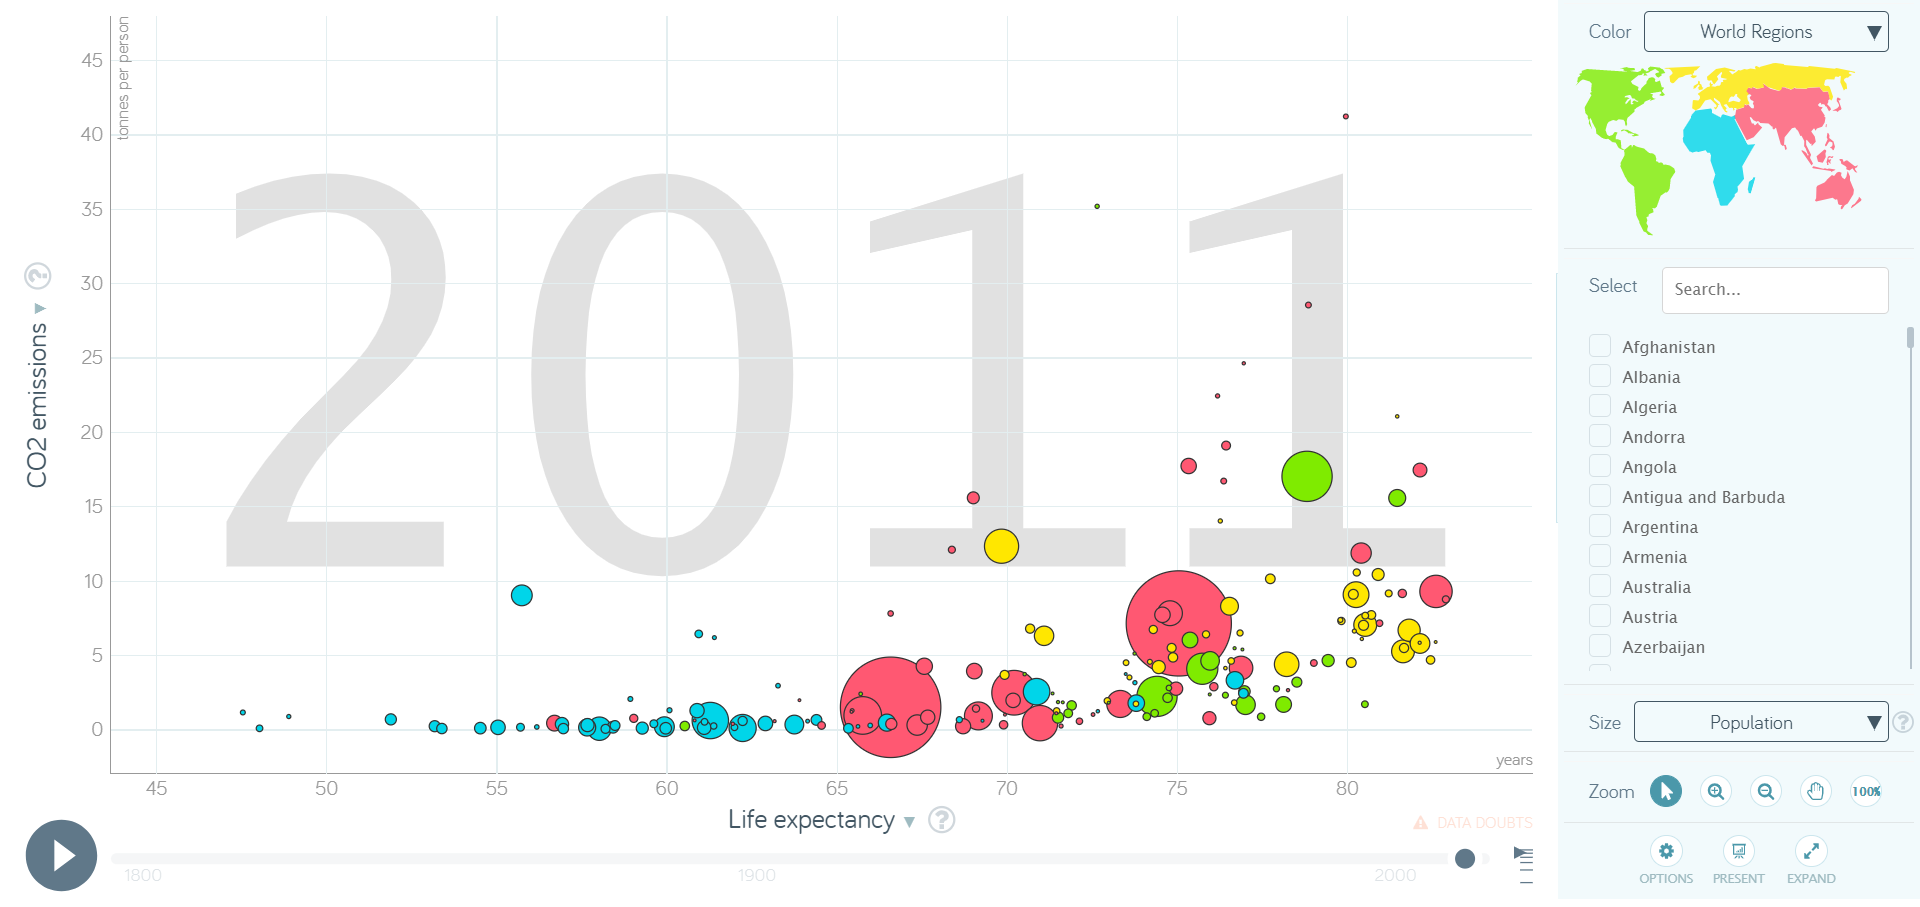 2011
tonnes per person
45
40
35
30
25
20
15
10
5
0
CO2 emissions ▼
?
45
50
55
60
65
70
75
80
years
Life expectancy ▼ ?
DATA DOUBTS
1800
1900
2000
Color World Regions ▼
Select Search...
Afghanistan
Albania
Algeria
Andorra
Angola
Antigua and Barbuda
Argentina
Armenia
Australia
Austria
Azerbaijan
Size Population ▼ ?
Zoom 100%
OPTIONS PRESENT EXPAND